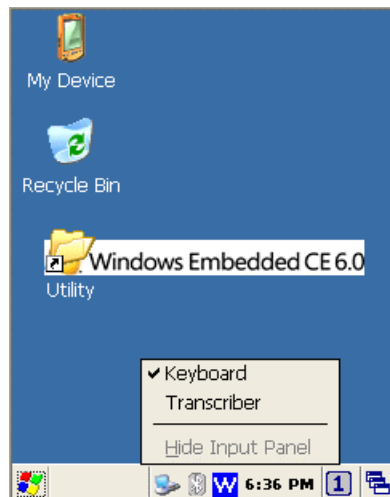 My Device
Recycle Bin
Windows Embedded CE 6.0
Utility
Keyboard
Transcriber
Hide Input Panel
W 6:36 PM 1